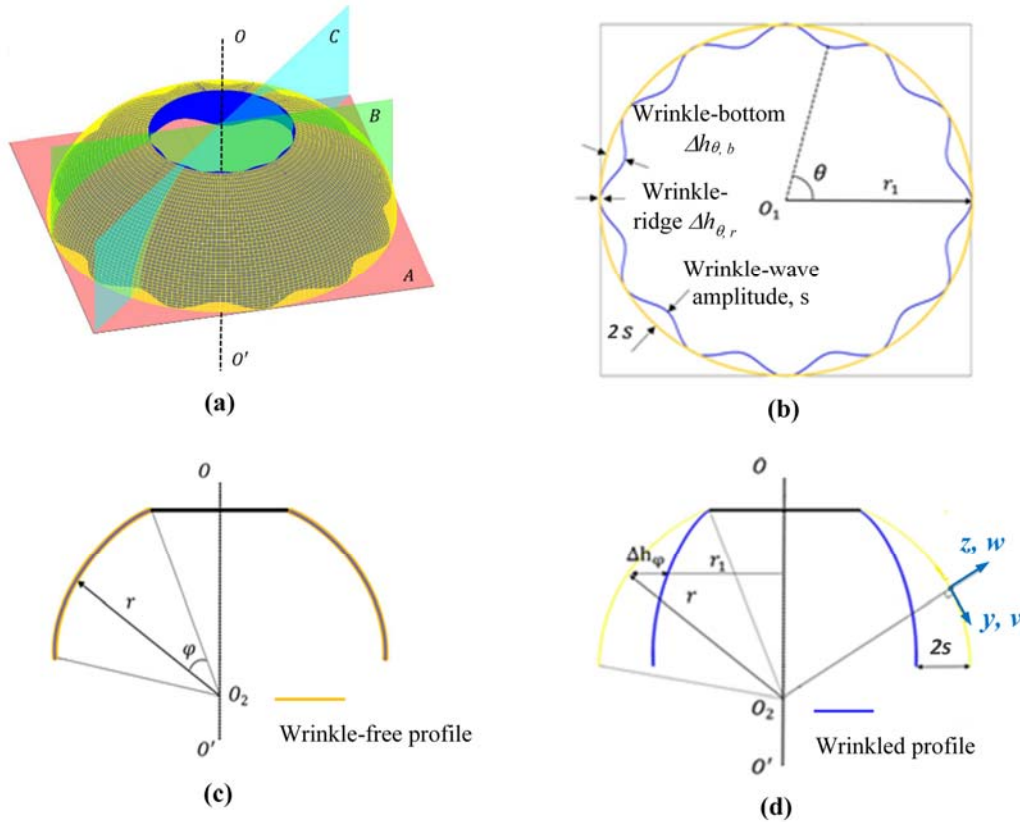 O
C
B
A
O'
(a)
Wrinkle-bottom
Δhθ, b
θ
r₁
O₁
Wrinkle-
ridge Δhθ, r
Wrinkle-wave
amplitude, s
2 s
(b)
O
r
φ
O₂
Wrinkle-free profile
O'
(c)
O
Δhφ
r₁
r
z, w
y, v
2s
O₂
Wrinkled profile
O'
(d)